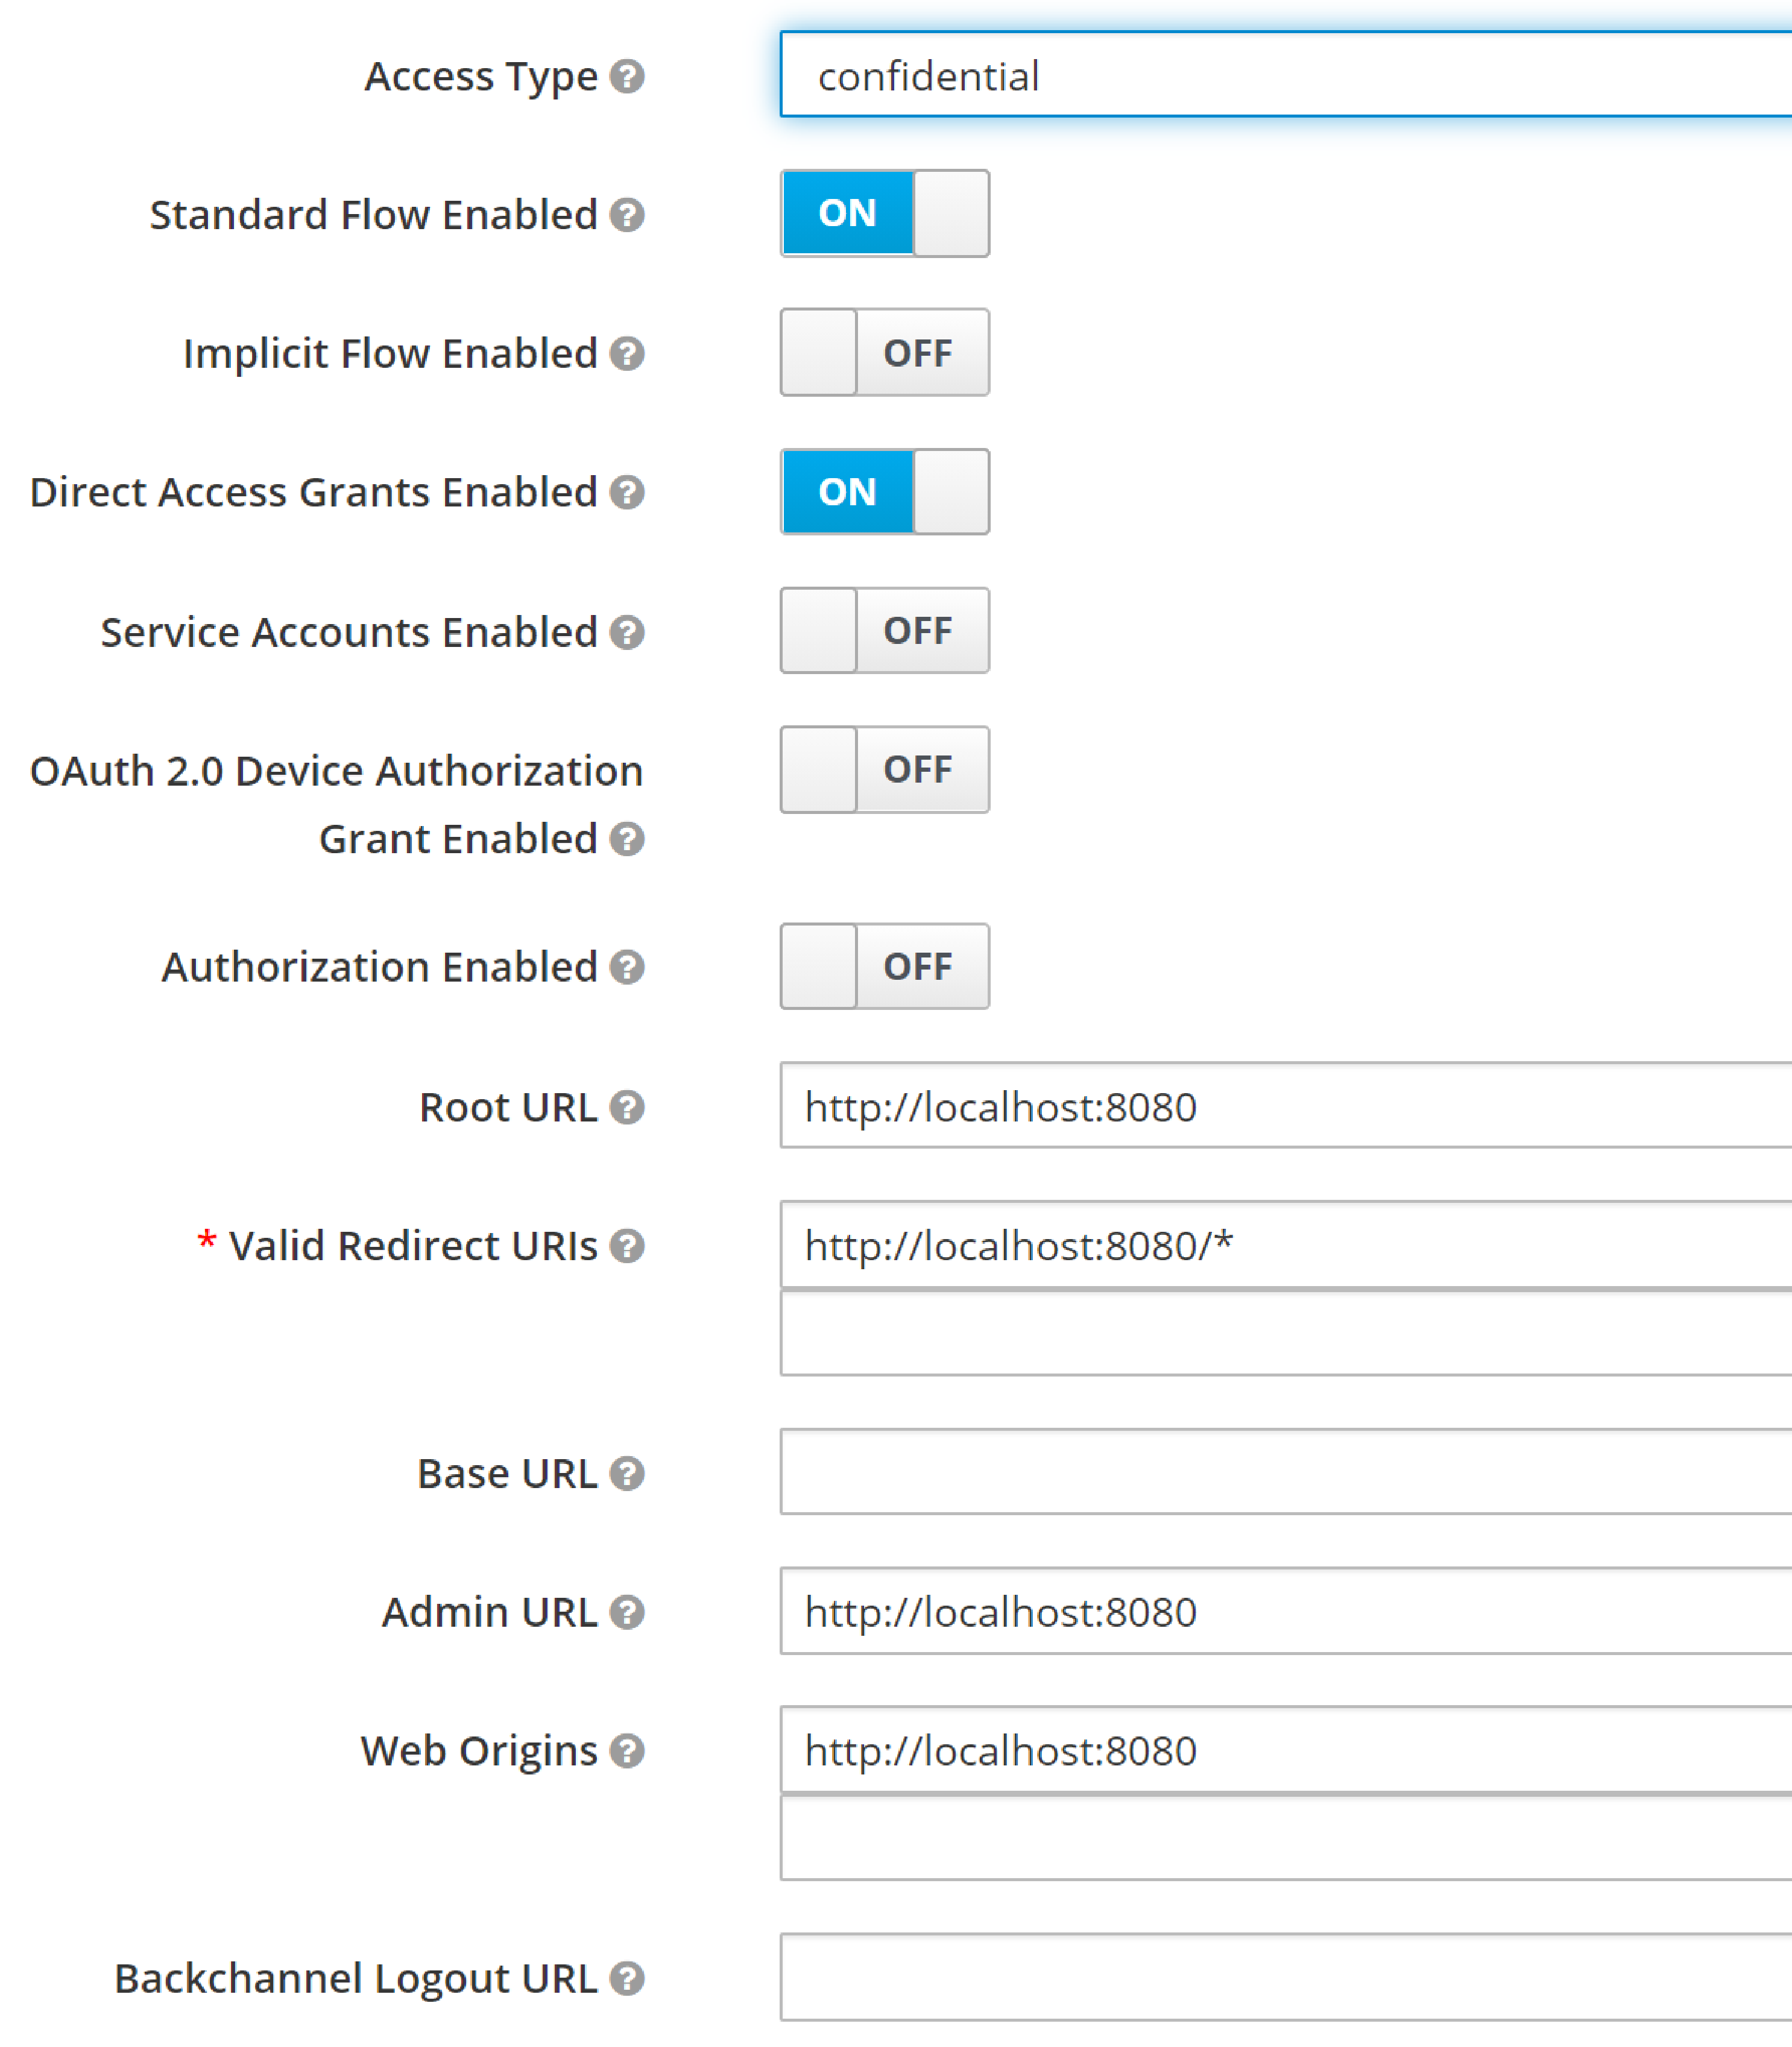 Access Type ? confidential
Standard Flow Enabled ? ON
Implicit Flow Enabled ? OFF
Direct Access Grants Enabled ? ON
Service Accounts Enabled ? OFF
OAuth 2.0 Device Authorization OFF
Grant Enabled ?
Authorization Enabled ? OFF
Root URL ? http://localhost:8080
* Valid Redirect URIs ? http://localhost:8080/*
Base URL ?
Admin URL ? http://localhost:8080
Web Origins ? http://localhost:8080
Backchannel Logout URL ?